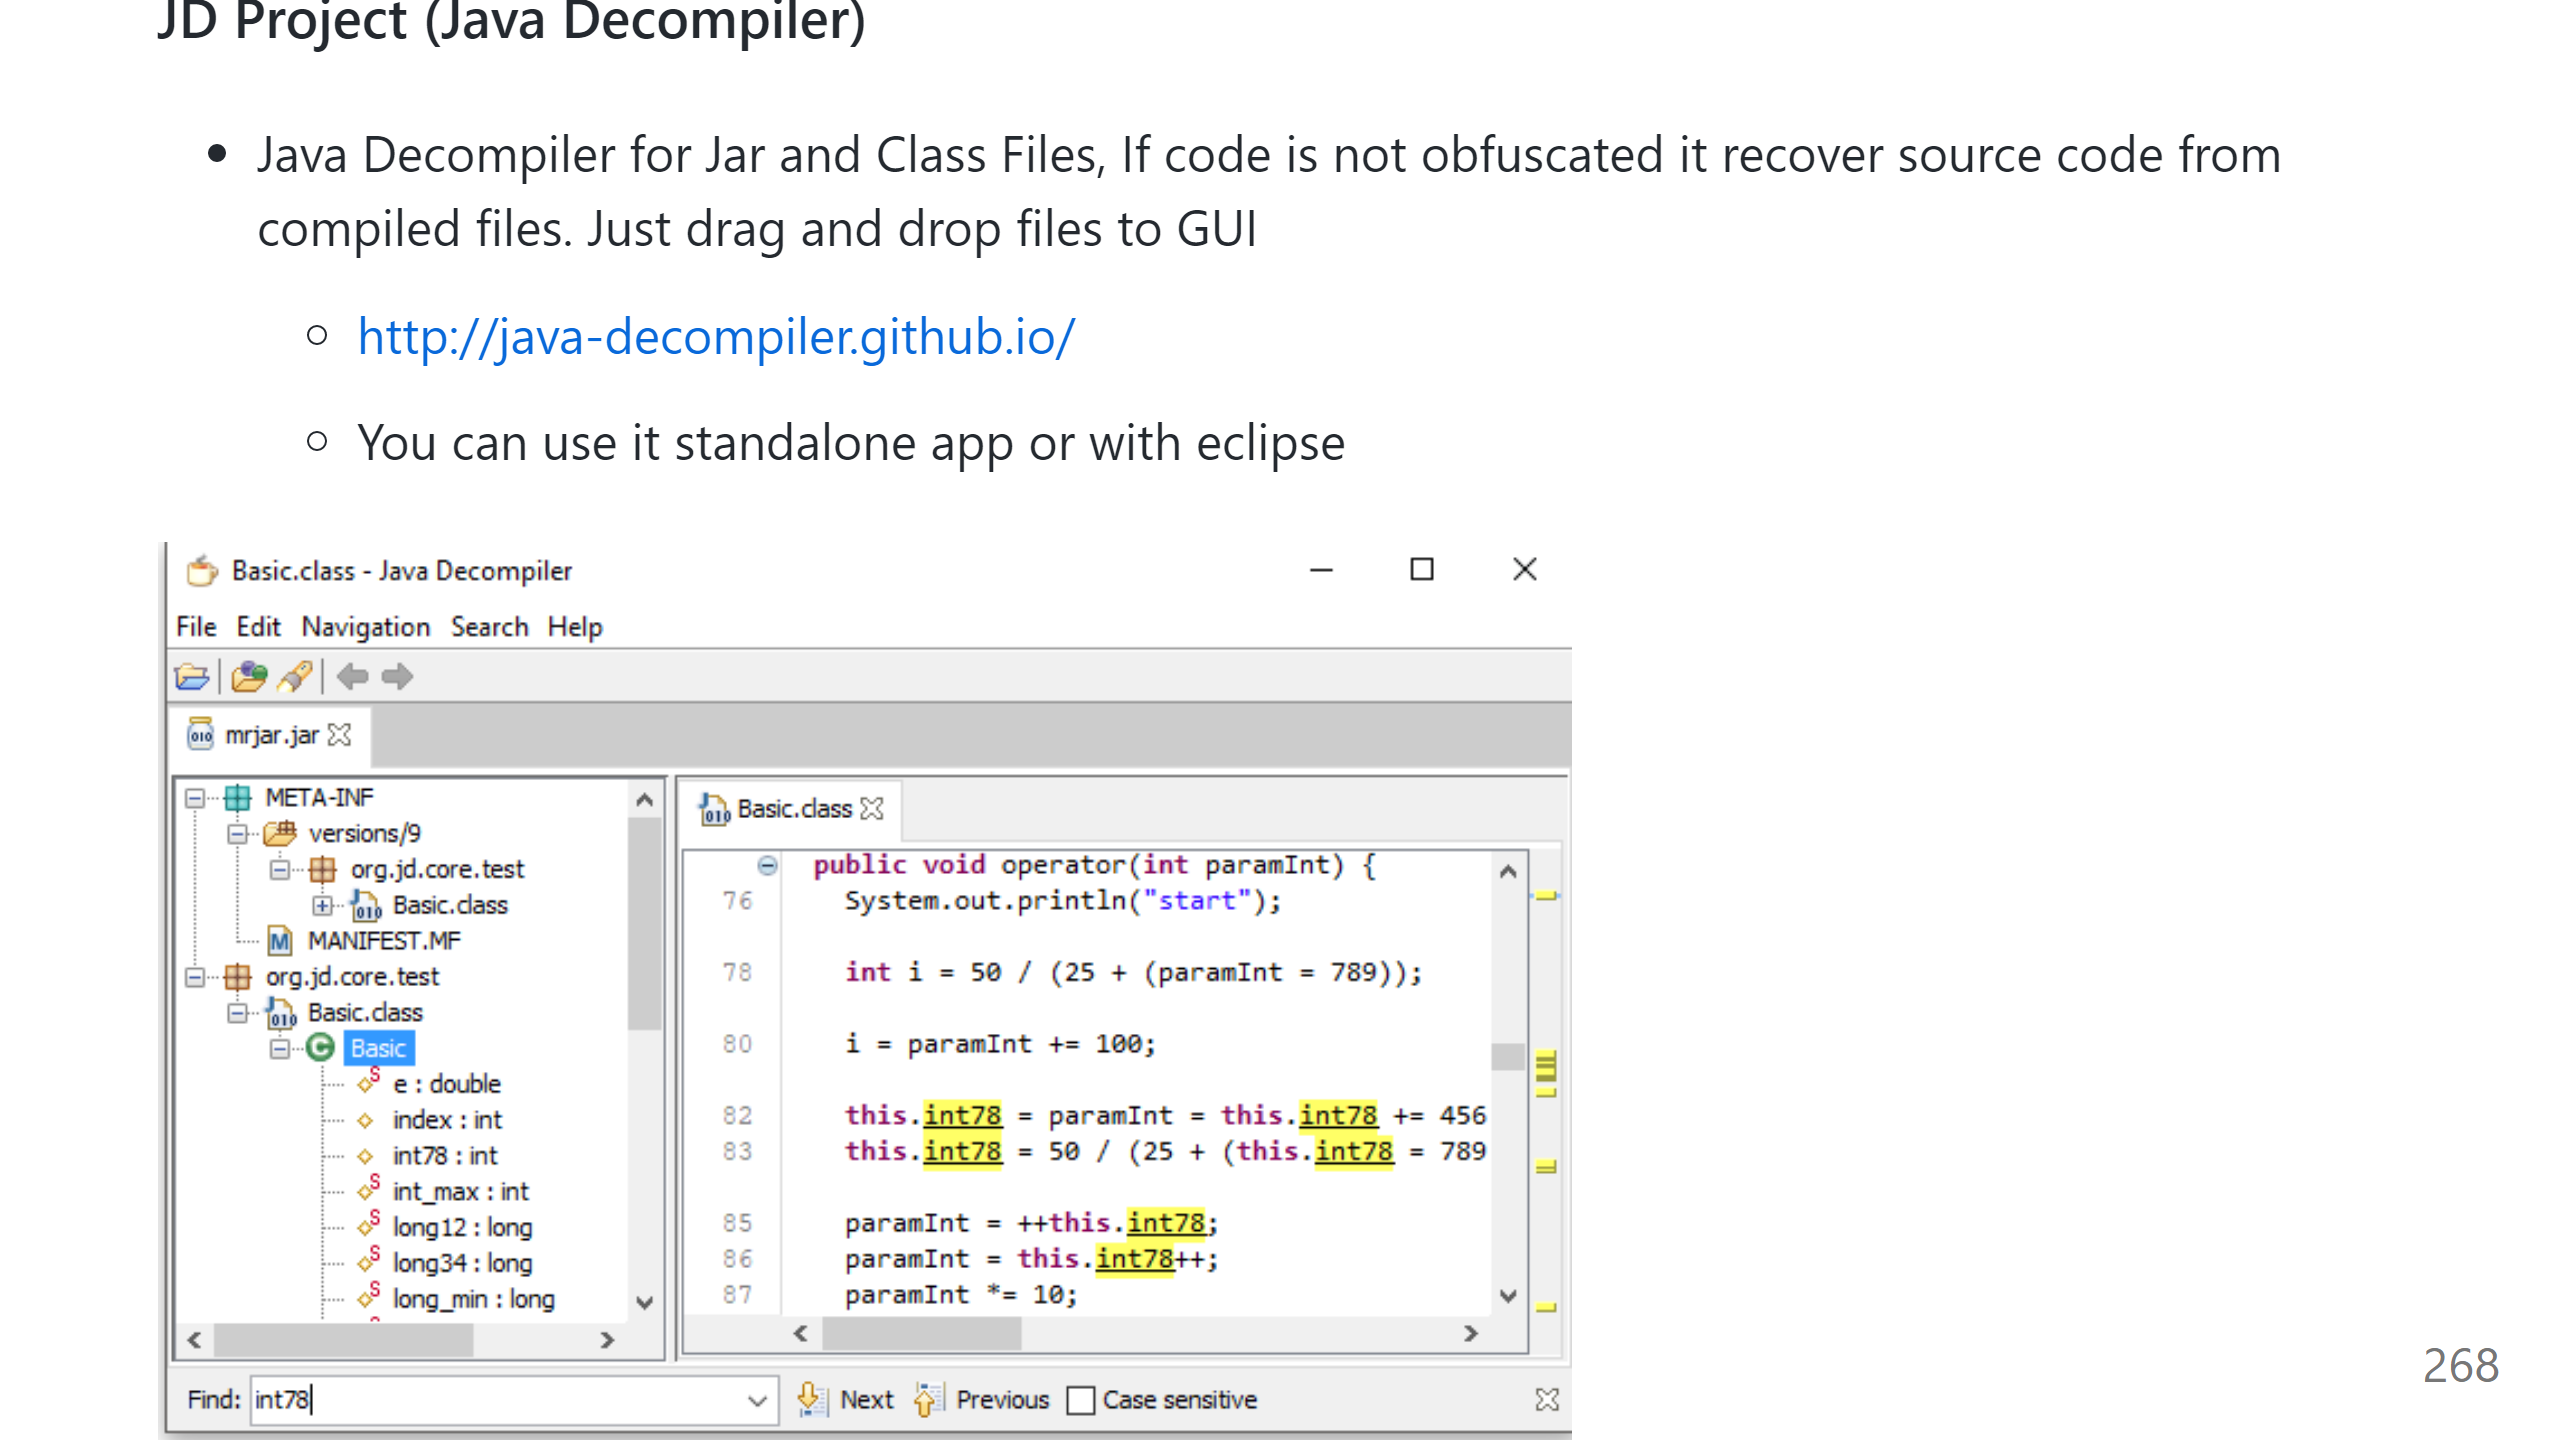 JD Project (Java Decompiler)
Java Decompiler for Jar and Class Files, If code is not obfuscated it recover source code from
compiled files. Just drag and drop files to GUI
http://java-decompiler.github.io/
You can use it standalone app or with eclipse
Basic.class - Java Decompiler
File Edit Navigation Search Help
mrjar.jar
META-INF
versions/9
org.jd.core.test
Basic.class
MANIFEST.MF
org.jd.core.test
Basic.class
Basic
e : double
index : int
int78 : int
int_max : int
long12 : long
long34 : long
long_min : long
Basic.class
public void operator(int paramInt) {
76 System.out.println("start");
78 int i = 50 / (25 + (paramInt = 789));
80 i = paramInt += 100;
82 this.int78 = paramInt = this.int78 += 456
83 this.int78 = 50 / (25 + (this.int78 = 789
85 paramInt = ++this.int78;
86 paramInt = this.int78++;
87 paramInt *= 10;
Find: int78 Next Previous Case sensitive
268